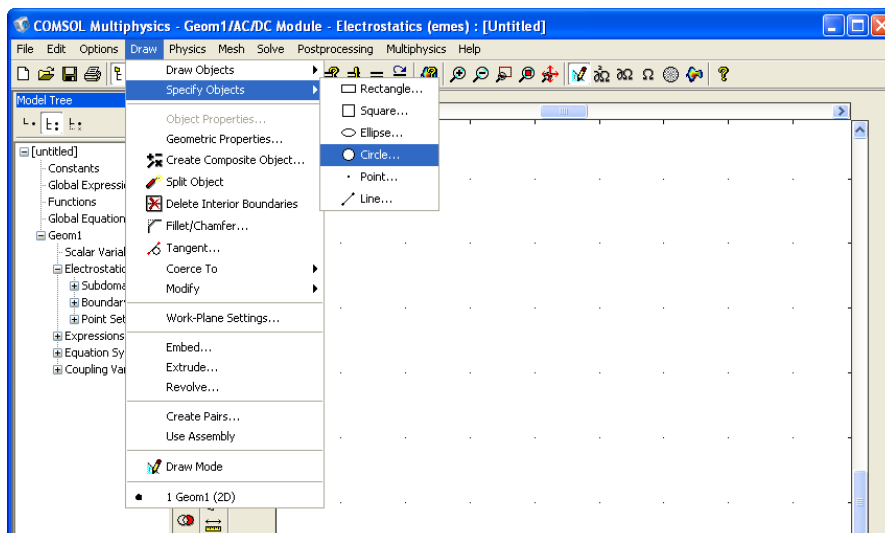 COMSOL Multiphysics - Geom1/AC/DC Module - Electrostatics (emes) : [Untitled]
File Edit Options Draw Physics Mesh Solve Postprocessing Multiphysics Help
Model Tree
[untitled]
Constants
Global Expressi
Functions
Global Equation
Geom1
Scalar Varial
Electrostatic
Subdoma
Boundar
Point Set
Expressions
Equation Sy
Coupling Va
Draw Objects
Specify Objects
Object Properties...
Geometric Properties...
Create Composite Object...
Split Object
Delete Interior Boundaries
Fillet/Chamfer...
Tangent...
Coerce To
Modify
Work-Plane Settings...
Embed...
Extrude...
Revolve...
Create Pairs...
Use Assembly
Draw Mode
1 Geom1 (2D)
Rectangle...
Square...
Ellipse...
Circle...
Point...
Line...